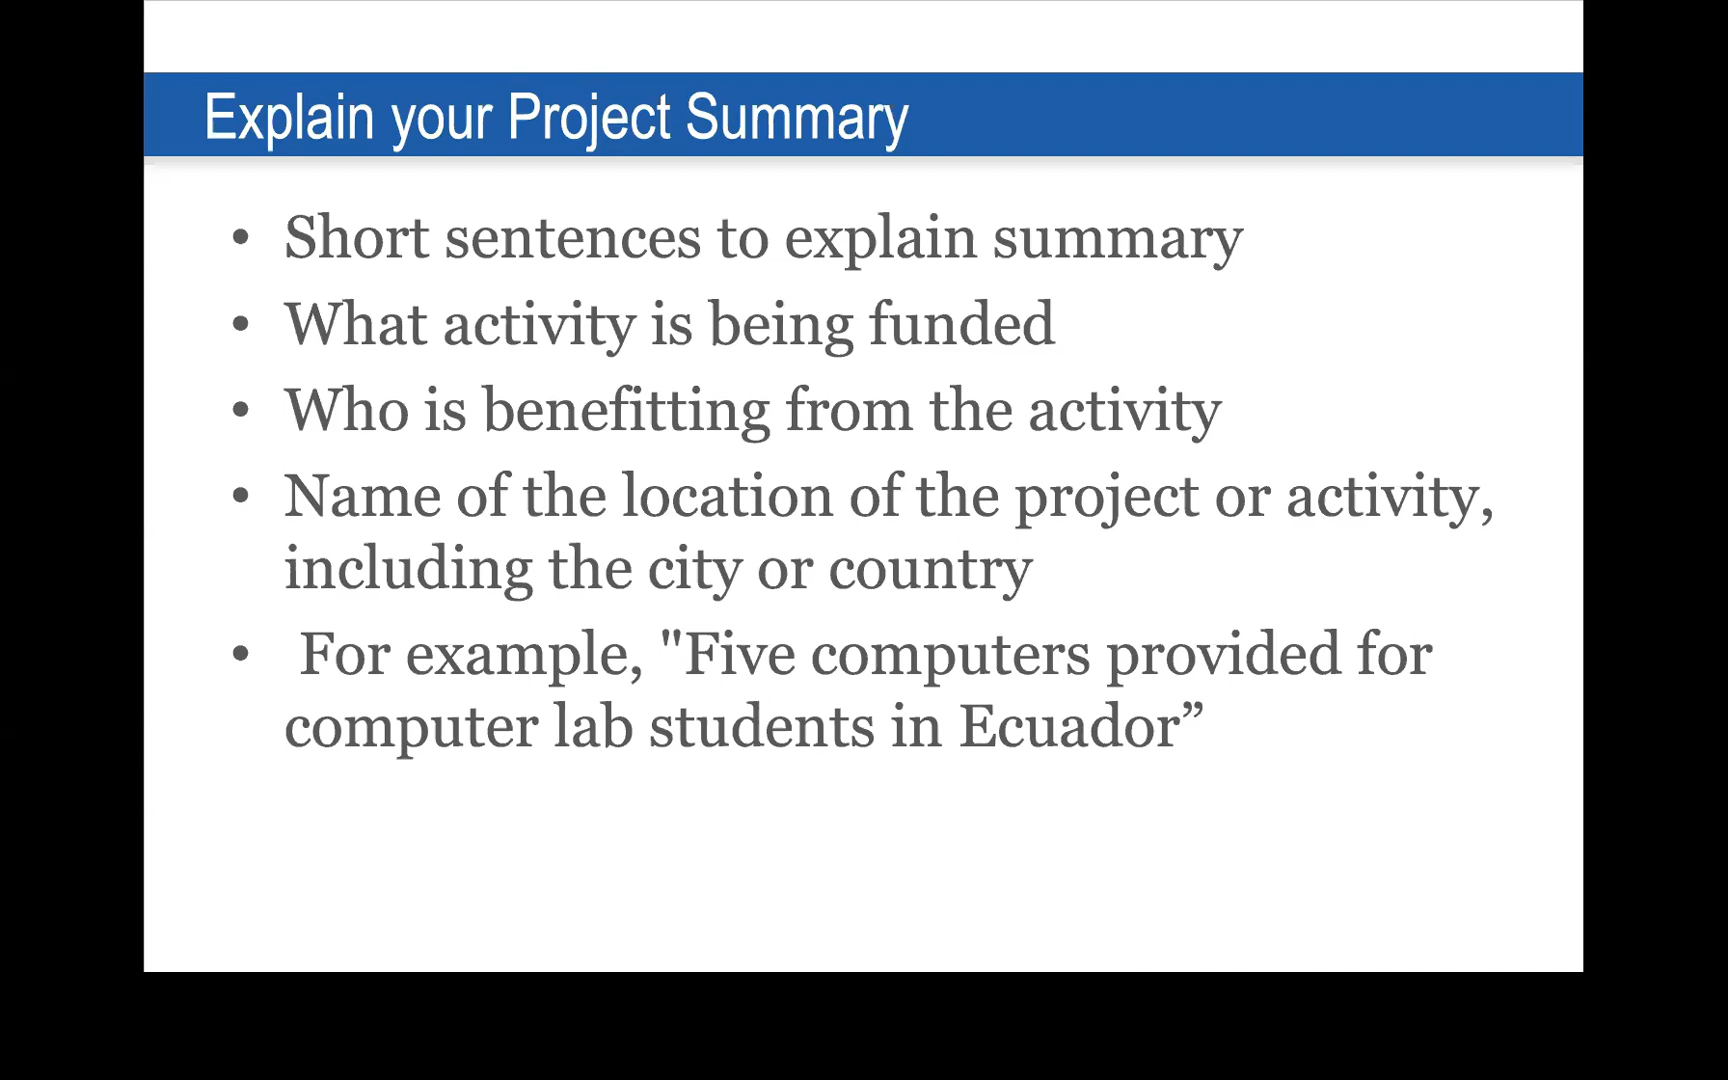 Explain your Project Summary
• Short sentences to explain summary
• What activity is being funded
• Who is benefitting from the activity
• Name of the location of the project or activity,
including the city or country
• For example, "Five computers provided for
computer lab students in Ecuador”